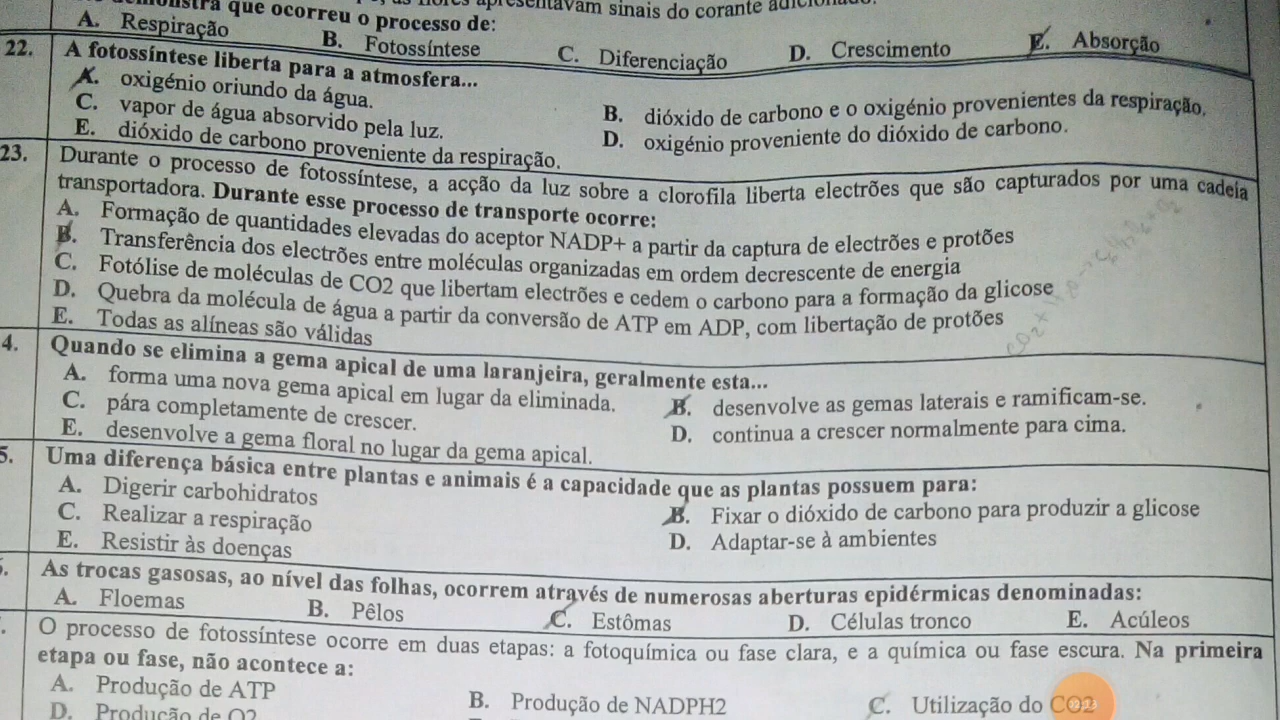 que ocorreu o processo de:
A. Respiração B. Fotossíntese C. Diferenciação D. Crescimento E. Absorção
22. A fotossíntese liberta para a atmosfera...
A. oxigénio oriundo da água.
B. dióxido de carbono e o oxigénio provenientes da respiração.
C. vapor de água absorvido pela luz.
D. oxigénio proveniente do dióxido de carbono.
E. dióxido de carbono proveniente da respiração.
23. Durante o processo de fotossíntese, a acção da luz sobre a clorofila liberta electrões que são capturados por uma cadeia
transportadora. Durante esse processo de transporte ocorre:
A. Formação de quantidades elevadas do aceptor NADP+ a partir da captura de electrões e protões
B. Transferência dos electrões entre moléculas organizadas em ordem decrescente de energia
C. Fotólise de moléculas de CO2 que libertam electrões e cedem o carbono para a formação da glicose
D. Quebra da molécula de água a partir da conversão de ATP em ADP, com libertação de protões
E. Todas as alíneas são válidas
4. Quando se elimina a gema apical de uma laranjeira, geralmente esta...
A. forma uma nova gema apical em lugar da eliminada.
B. desenvolve as gemas laterais e ramificam-se.
C. pára completamente de crescer.
D. continua a crescer normalmente para cima.
E. desenvolve a gema floral no lugar da gema apical.
5. Uma diferença básica entre plantas e animais é a capacidade que as plantas possuem para:
A. Digerir carbohidratos
B. Fixar o dióxido de carbono para produzir a glicose
C. Realizar a respiração
D. Adaptar-se à ambientes
E. Resistir às doenças
As trocas gasosas, ao nível das folhas, ocorrem através de numerosas aberturas epidérmicas denominadas:
A. Floemas B. Pêlos C. Estômas D. Células tronco E. Acúleos
O processo de fotossíntese ocorre em duas etapas: a fotoquímica ou fase clara, e a química ou fase escura. Na primeira
etapa ou fase, não acontece a:
A. Produção de ATP B. Produção de NADPH2 C. Utilização do CO2
D. Produção de O2